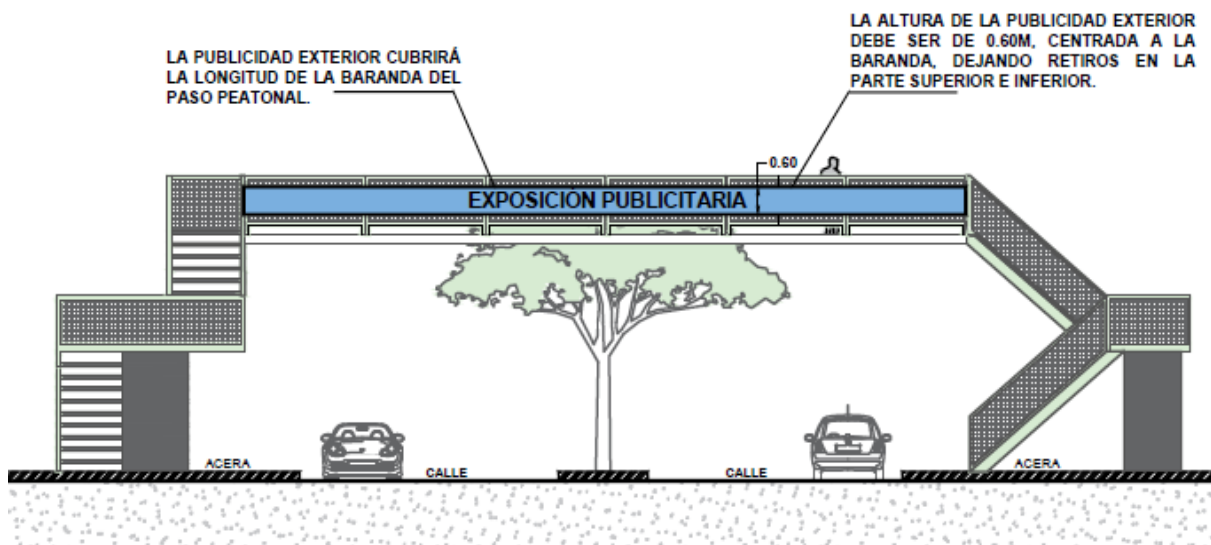 LA ALTURA DE LA PUBLICIDAD EXTERIOR
DEBE SER DE 0.60M, CENTRADA A LA
BARANDA, DEJANDO RETIROS EN LA
PARTE SUPERIOR E INFERIOR.
LA PUBLICIDAD EXTERIOR CUBRIRÁ
LA LONGITUD DE LA BARANDA DEL
PASO PEATONAL.
0.60
EXPOSICIÓN PUBLICITARIA
ACERA
CALLE
CALLE
ACERA